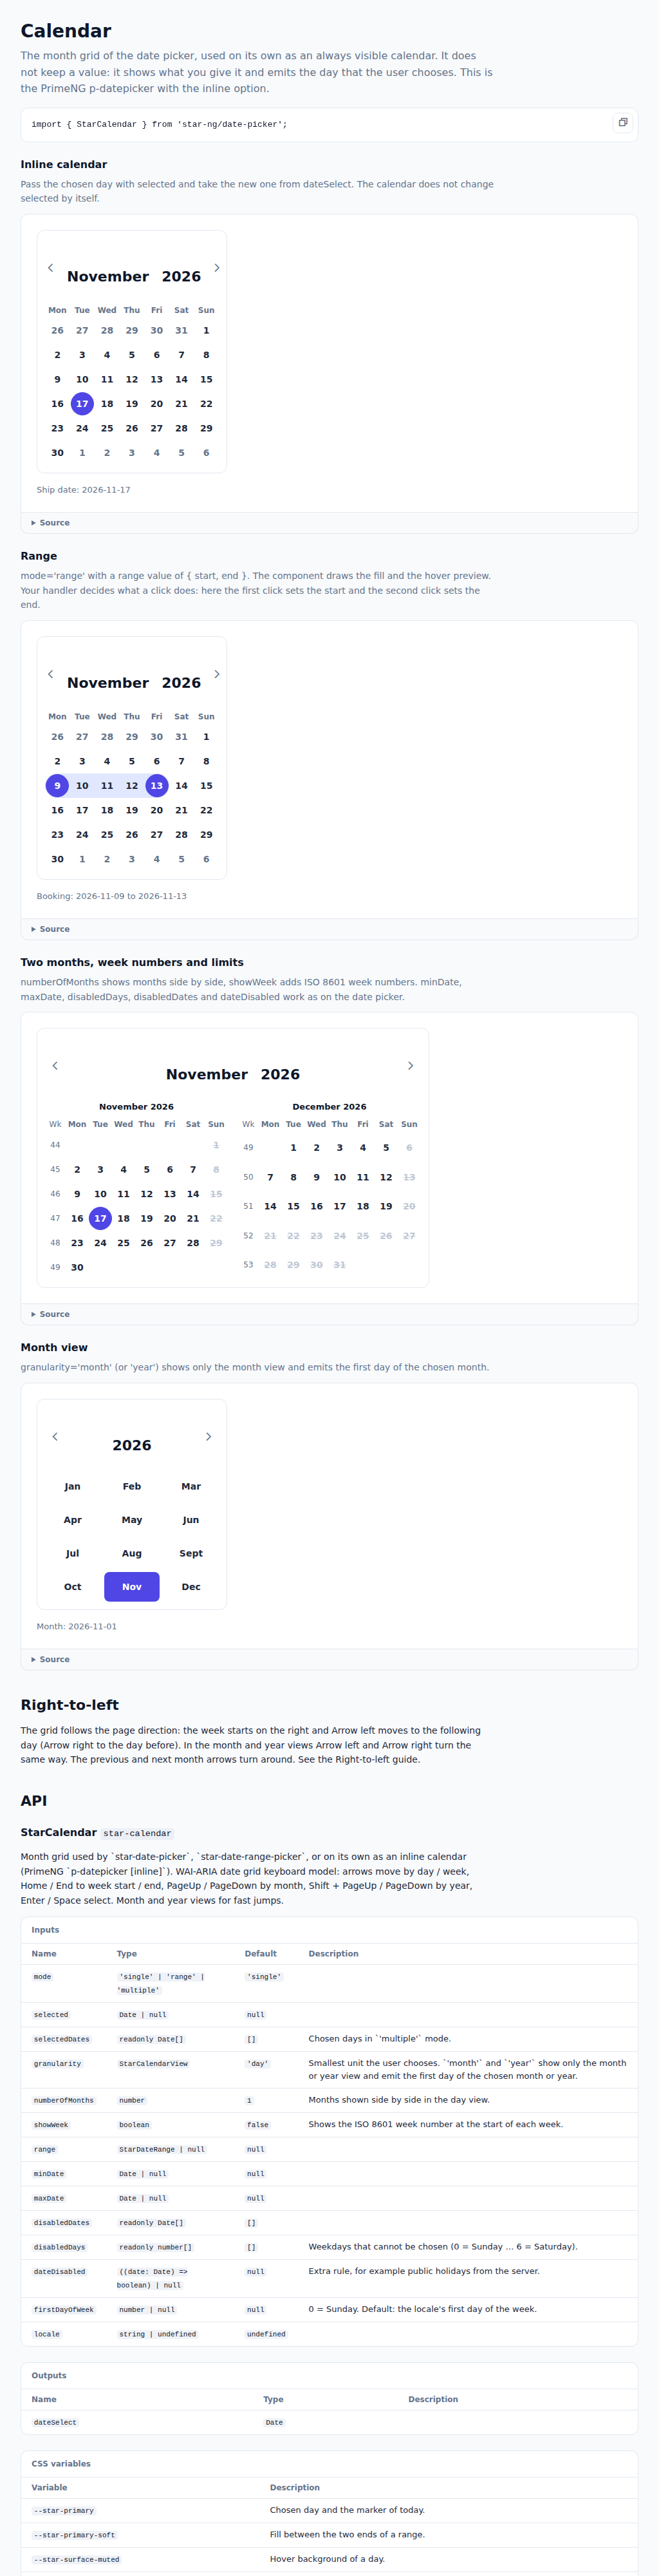 Calendar
The month grid of the date picker, used on its own as an always visible calendar. It does
not keep a value: it shows what you give it and emits the day that the user chooses. This is
the PrimeNG p-datepicker with the inline option.
import { StarCalendar } from 'star-ng/date-picker';
Inline calendar
Pass the chosen day with selected and take the new one from dateSelect. The calendar does not change
selected by itself.
November 2026
Mon Tue Wed Thu Fri Sat Sun
26 27 28 29 30 31 1
2 3 4 5 6 7 8
9 10 11 12 13 14 15
16 17 18 19 20 21 22
23 24 25 26 27 28 29
30 1 2 3 4 5 6
Ship date: 2026-11-17
Source
Range
mode='range' with a range value of { start, end }. The component draws the fill and the hover preview.
Your handler decides what a click does: here the first click sets the start and the second click sets the
end.
November 2026
Mon Tue Wed Thu Fri Sat Sun
26 27 28 29 30 31 1
2 3 4 5 6 7 8
9 10 11 12 13 14 15
16 17 18 19 20 21 22
23 24 25 26 27 28 29
30 1 2 3 4 5 6
Booking: 2026-11-09 to 2026-11-13
Source
Two months, week numbers and limits
numberOfMonths shows months side by side, showWeek adds ISO 8601 week numbers. minDate,
maxDate, disabledDays, disabledDates and dateDisabled work as on the date picker.
November 2026
November 2026
Wk Mon Tue Wed Thu Fri Sat Sun
44 1
45 2 3 4 5 6 7 8
46 9 10 11 12 13 14 15
47 16 17 18 19 20 21 22
48 23 24 25 26 27 28 29
49 30
December 2026
Wk Mon Tue Wed Thu Fri Sat Sun
49 1 2 3 4 5 6
50 7 8 9 10 11 12 13
51 14 15 16 17 18 19 20
52 21 22 23 24 25 26 27
53 28 29 30 31
Source
Month view
granularity='month' (or 'year') shows only the month view and emits the first day of the chosen month.
2026
Jan Feb Mar
Apr May Jun
Jul Aug Sept
Oct Nov Dec
Month: 2026-11-01
Source
Right-to-left
The grid follows the page direction: the week starts on the right and Arrow left moves to the following
day (Arrow right to the day before). In the month and year views Arrow left and Arrow right turn the
same way. The previous and next month arrows turn around. See the Right-to-left guide.
API
StarCalendar star-calendar
Month grid used by `star-date-picker`, `star-date-range-picker`, or on its own as an inline calendar
(PrimeNG `p-datepicker [inline]`). WAI-ARIA date grid keyboard model: arrows move by day / week,
Home / End to week start / end, PageUp / PageDown by month, Shift + PageUp / PageDown by year,
Enter / Space select. Month and year views for fast jumps.
Inputs
Name Type Default Description
mode 'single' | 'range' | 'multiple' 'single'
selected Date | null null
selectedDates readonly Date[] [] Chosen days in `'multiple'` mode.
granularity StarCalendarView 'day' Smallest unit the user chooses. `'month'` and `'year'` show only the month
or year view and emit the first day of the chosen month or year.
numberOfMonths number 1 Months shown side by side in the day view.
showWeek boolean false Shows the ISO 8601 week number at the start of each week.
range StarDateRange | null null
minDate Date | null null
maxDate Date | null null
disabledDates readonly Date[] []
disabledDays readonly number[] [] Weekdays that cannot be chosen (0 = Sunday … 6 = Saturday).
dateDisabled ((date: Date) => boolean) | null null Extra rule, for example public holidays from the server.
firstDayOfWeek number | null null 0 = Sunday. Default: the locale's first day of the week.
locale string | undefined undefined
Outputs
Name Type Description
dateSelect Date
CSS variables
Variable Description
--star-primary Chosen day and the marker of today.
--star-primary-soft Fill between the two ends of a range.
--star-surface-muted Hover background of a day.